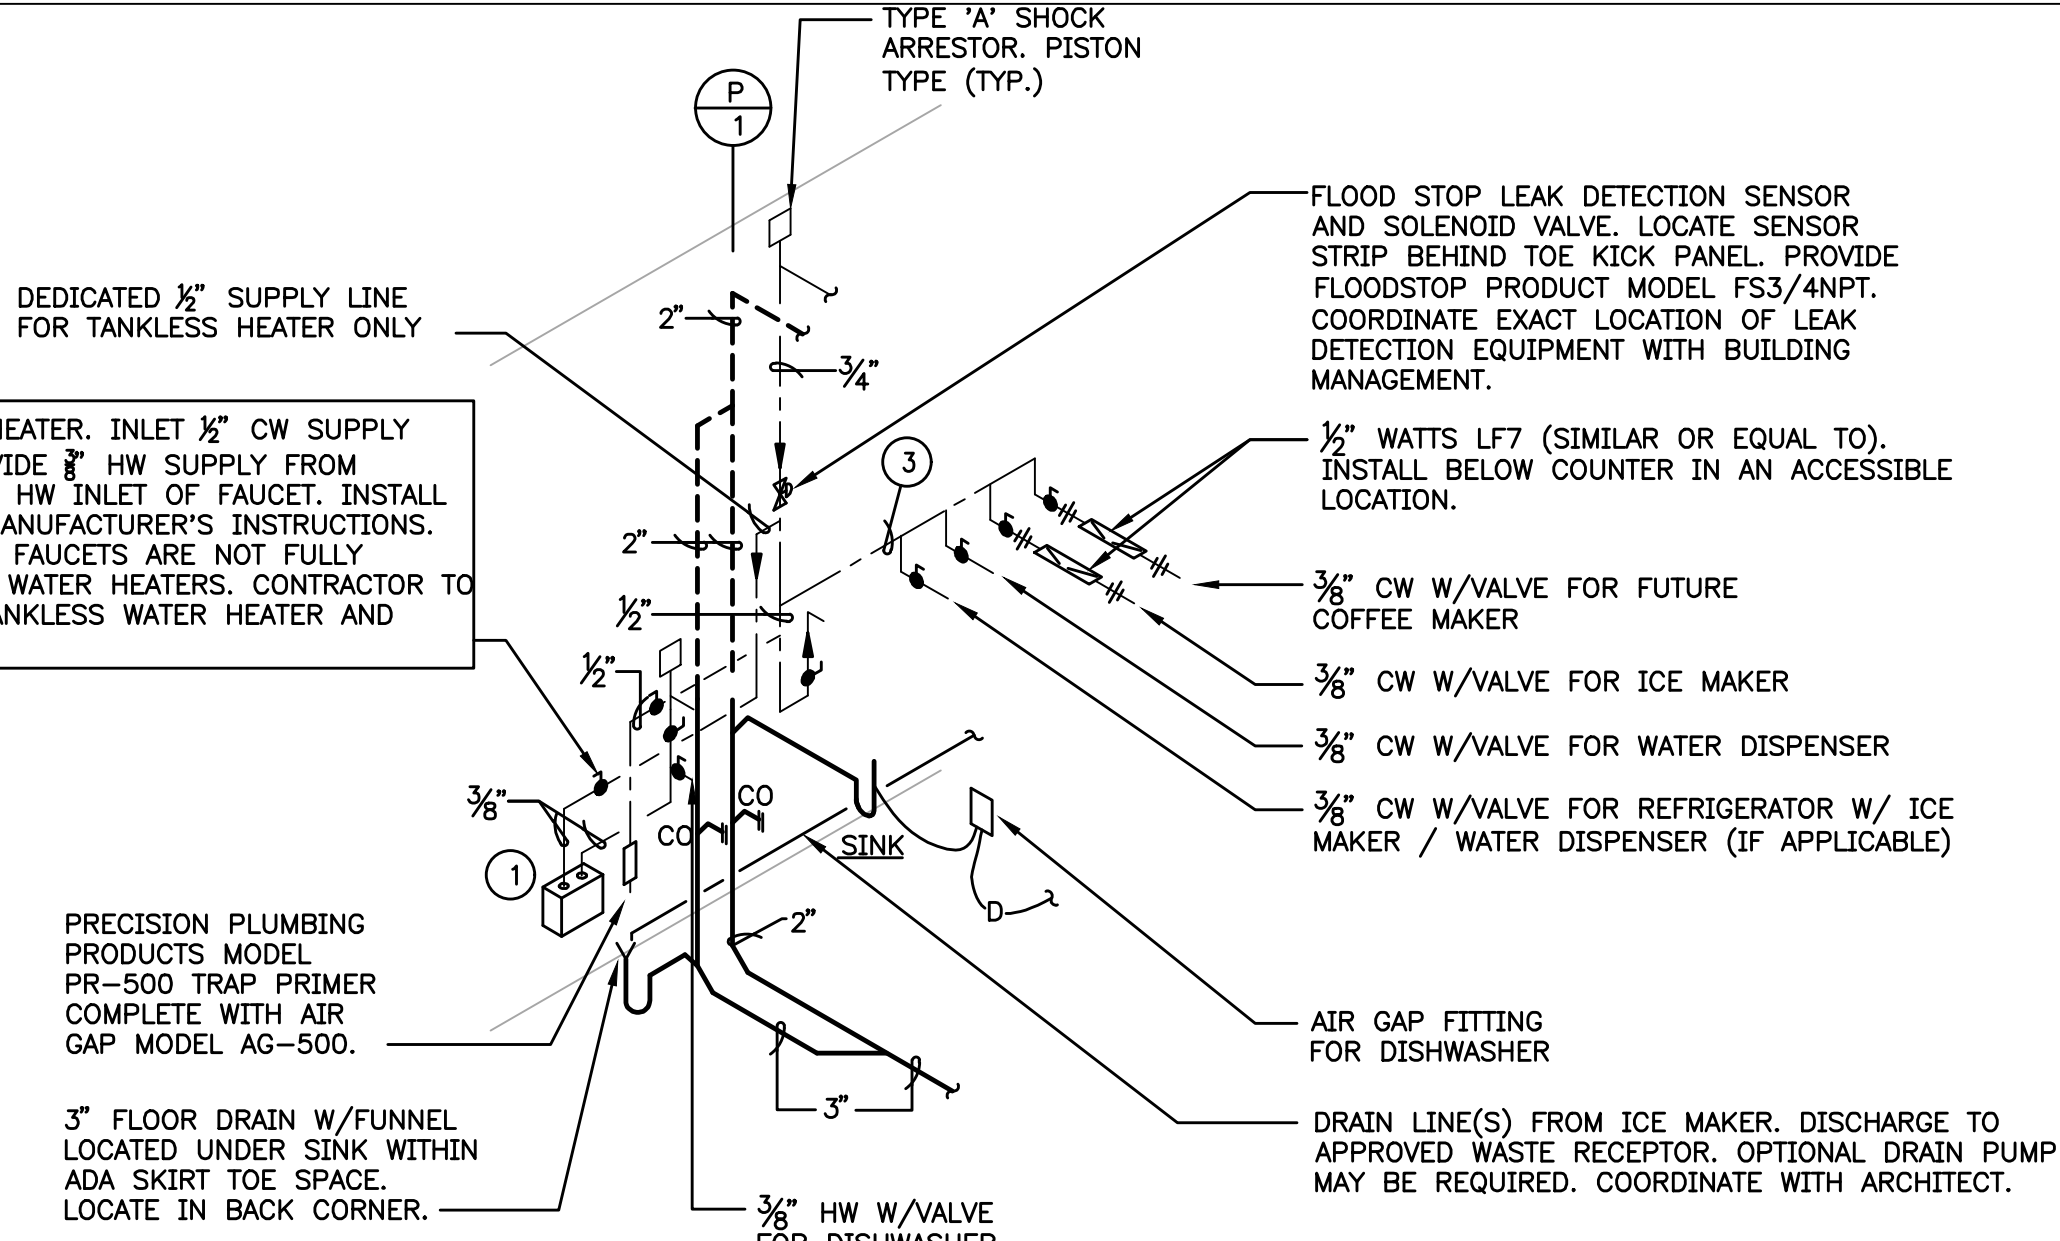 TYPE 'A' SHOCK
ARRESTOR. PISTON
TYPE (TYP.)
P
1
FLOOD STOP LEAK DETECTION SENSOR
AND SOLENOID VALVE. LOCATE SENSOR
STRIP BEHIND TOE KICK PANEL. PROVIDE
FLOODSTOP PRODUCT MODEL FS3/4NPT.
COORDINATE EXACT LOCATION OF LEAK
DETECTION EQUIPMENT WITH BUILDING
MANAGEMENT.
DEDICATED ½" SUPPLY LINE
FOR TANKLESS HEATER ONLY
2"
¾"
HEATER. INLET ½" CW SUPPLY
VIDE ⅜" HW SUPPLY FROM
HW INLET OF FAUCET. INSTALL
ANUFACTURER'S INSTRUCTIONS.
FAUCETS ARE NOT FULLY
WATER HEATERS. CONTRACTOR TO
ANKLESS WATER HEATER AND
3
½" WATTS LF7 (SIMILAR OR EQUAL TO).
INSTALL BELOW COUNTER IN AN ACCESSIBLE
LOCATION.
2"
½"
½"
⅜" CW W/VALVE FOR FUTURE
COFFEE MAKER
⅜" CW W/VALVE FOR ICE MAKER
⅜" CW W/VALVE FOR WATER DISPENSER
⅜" CW W/VALVE FOR REFRIGERATOR W/ ICE
MAKER / WATER DISPENSER (IF APPLICABLE)
⅜"
CO
CO
SINK
1
D
2"
PRECISION PLUMBING
PRODUCTS MODEL
PR-500 TRAP PRIMER
COMPLETE WITH AIR
GAP MODEL AG-500.
AIR GAP FITTING
FOR DISHWASHER
3"
3" FLOOR DRAIN W/FUNNEL
LOCATED UNDER SINK WITHIN
ADA SKIRT TOE SPACE.
LOCATE IN BACK CORNER.
DRAIN LINE(S) FROM ICE MAKER. DISCHARGE TO
APPROVED WASTE RECEPTOR. OPTIONAL DRAIN PUMP
MAY BE REQUIRED. COORDINATE WITH ARCHITECT.
⅜" HW W/VALVE
FOR DISHWASHER